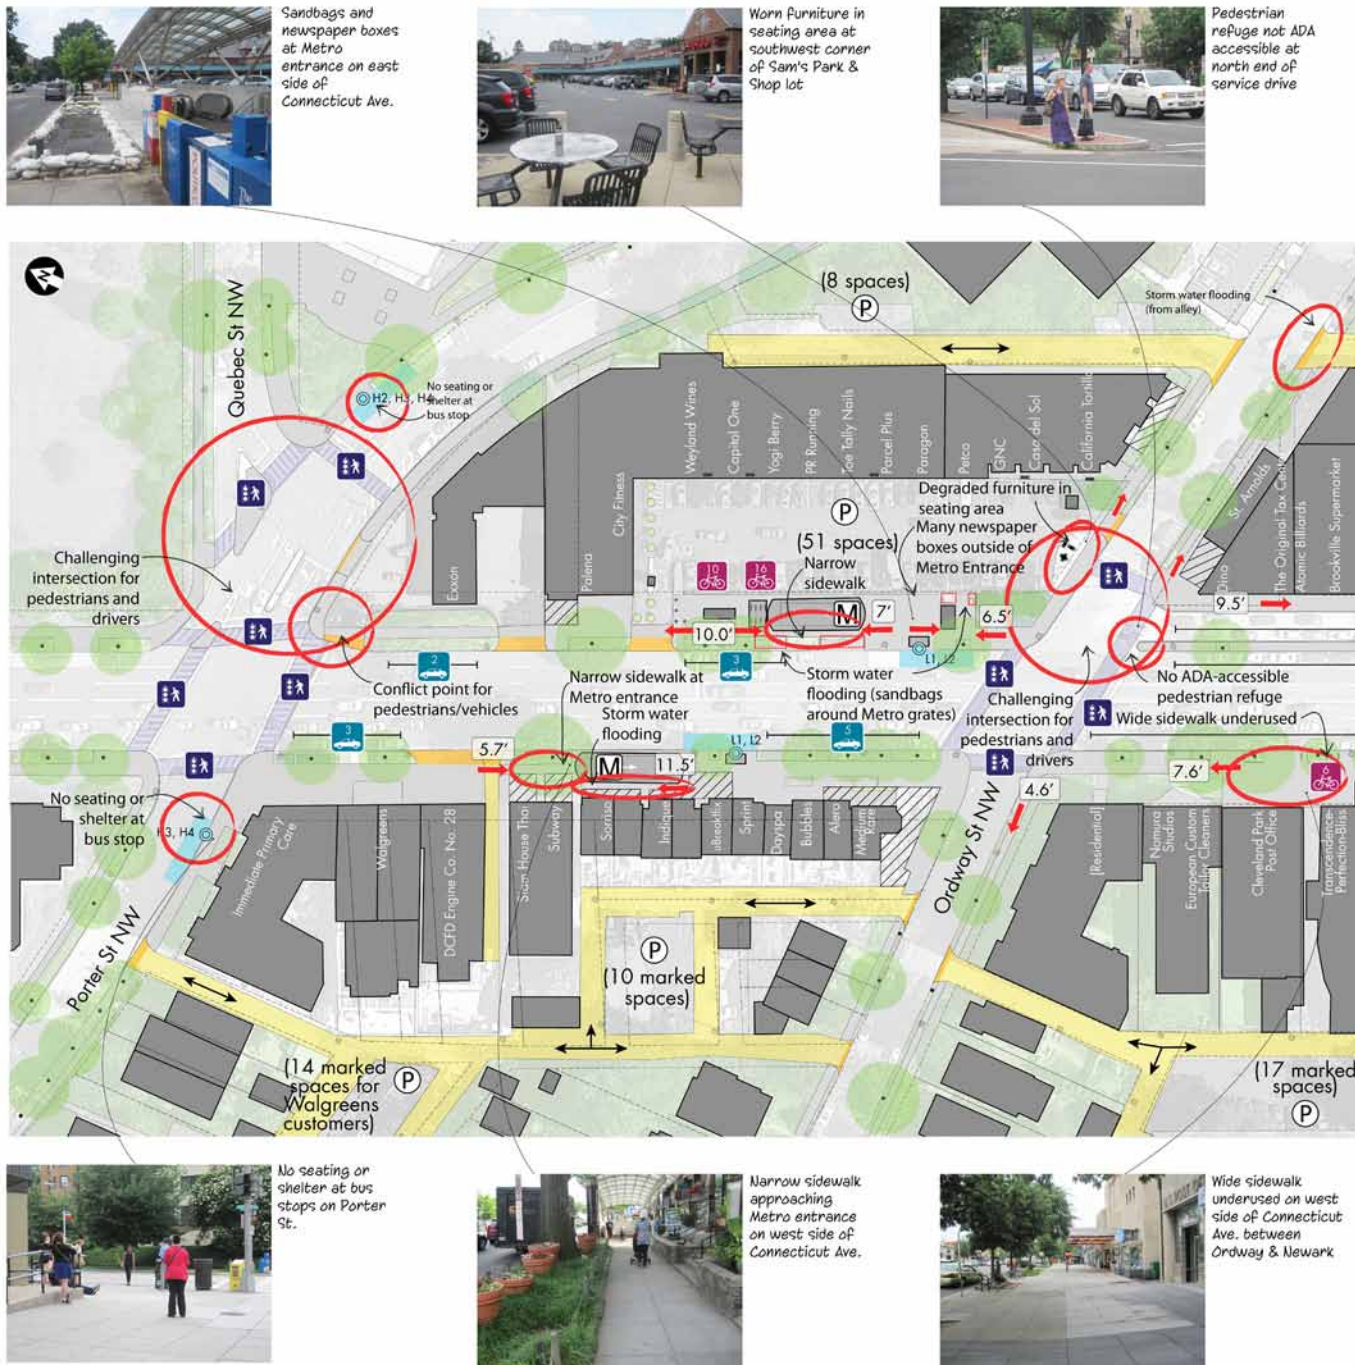 Sandbags and
newspaper boxes
at Metro
entrance on east
side of
Connecticut Ave.
Worn furniture in
seating area at
southwest corner
of Sam's Park &
Shop lot
Pedestrian
refuge not ADA
accessible at
north end of
service drive
N
(8 spaces)
P
Storm water flooding
(from alley)
Quebec St NW
H2, H3, H4
No seating or
shelter at
bus stop
Weyland Wines
Capitol One
Yogi Berry
PR Running
Joe Tally Nails
Parcel Plus
Paragon
Petco
GNC
Casa del Sol
California Tortilla
City Fitness
Palena
Exxon
St. Arnolds
Dino
The Original Tax Center
Atomic Billiards
Brookville Supermarket
Degraded furniture in
seating area
Many newspaper
boxes outside of
Metro Entrance
P
(51 spaces)
Narrow
sidewalk
Challenging
intersection for
pedestrians and
drivers
10
16
M
7'
6.5'
9.5'
10.0'
L1, L2
2
3
Conflict point for
pedestrians/vehicles
Narrow sidewalk at
Metro entrance
Storm water
flooding
Storm water
flooding (sandbags
around Metro grates)
Challenging
intersection for
pedestrians and
drivers
No ADA-accessible
pedestrian refuge
Wide sidewalk underused
3
5
5.7'
M
11.5'
L1, L2
7.6'
6
4.6'
No seating or
shelter at
bus stop
H3, H4
Immediate Primary
Care
Walgreens
DCFD Engine Co. No. 28
Siam House Thai
Subway
Sorriso
Indique
uBreakifix
Sprint
Dayspa
Bubbles
Alero
Medium
Rare
Ordway St NW
[Residential]
Nomura
Studios
European Custom
Tailor Cleaners
Cleveland Park
Post Office
Transcendence-
Perfection-Bliss
Porter St NW
P
(10 marked
spaces)
(14 marked
spaces for
Walgreens
customers)
P
(17 marked
spaces)
P
No seating or
shelter at bus
stops on Porter
St.
Narrow sidewalk
approaching
Metro entrance
on west side of
Connecticut Ave.
Wide sidewalk
underused on west
side of Connecticut
Ave. between
Ordway & Newark